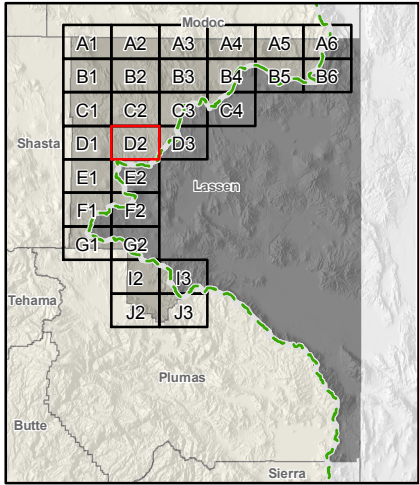 Modoc
A1 A2 A3 A4 A5 A6
B1 B2 B3 B4 B5 B6
C1 C2 C3 C4
Shasta D1 D2 D3
E1 E2
Lassen
F1 F2
G1 G2
I2 I3
Tehama
J2 J3
Plumas
Butte
Sierra